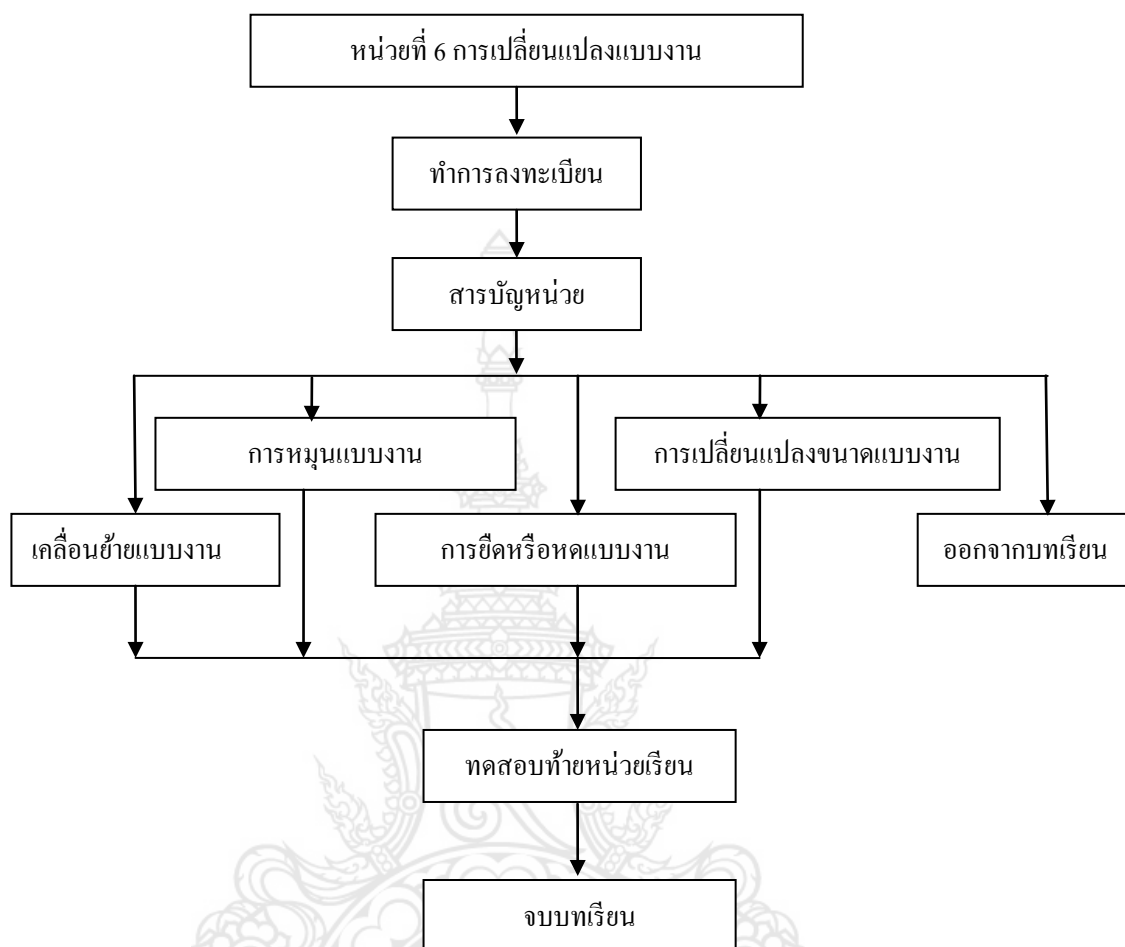 หน่วยที่ 6 การเปลี่ยนแปลงแบบงาน
ทำการลงทะเบียน
สารบัญหน่วย
การหมุนแบบงาน
การเปลี่ยนแปลงขนาดแบบงาน
เคลื่อนย้ายแบบงาน
การยืดหรือหดแบบงาน
ออกจากบทเรียน
ทดสอบท้ายหน่วยเรียน
จบบทเรียน